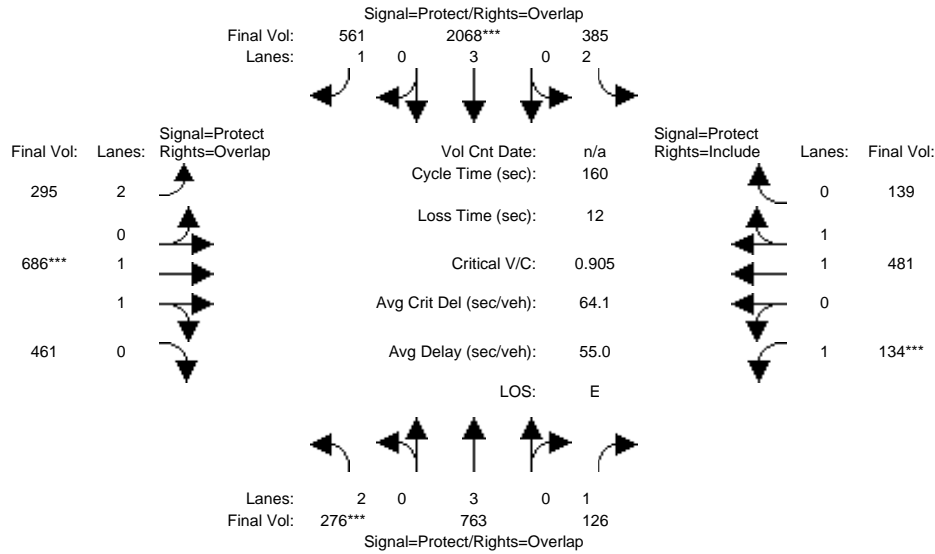 Signal=Protect/Rights=Overlap
Final Vol: 561 2068*** 385
Lanes: 1 0 3 0 2
Signal=Protect Signal=Protect
Final Vol: Lanes: Rights=Overlap Vol Cnt Date: n/a Rights=Include Lanes: Final Vol:
Cycle Time (sec): 160
295 2 0 139
Loss Time (sec): 12
0 1
686*** 1 Critical V/C: 0.905 1 481
1 Avg Crit Del (sec/veh): 64.1 0
461 0 Avg Delay (sec/veh): 55.0 1 134***
LOS: E
Lanes: 2 0 3 0 1
Final Vol: 276*** 763 126
Signal=Protect/Rights=Overlap